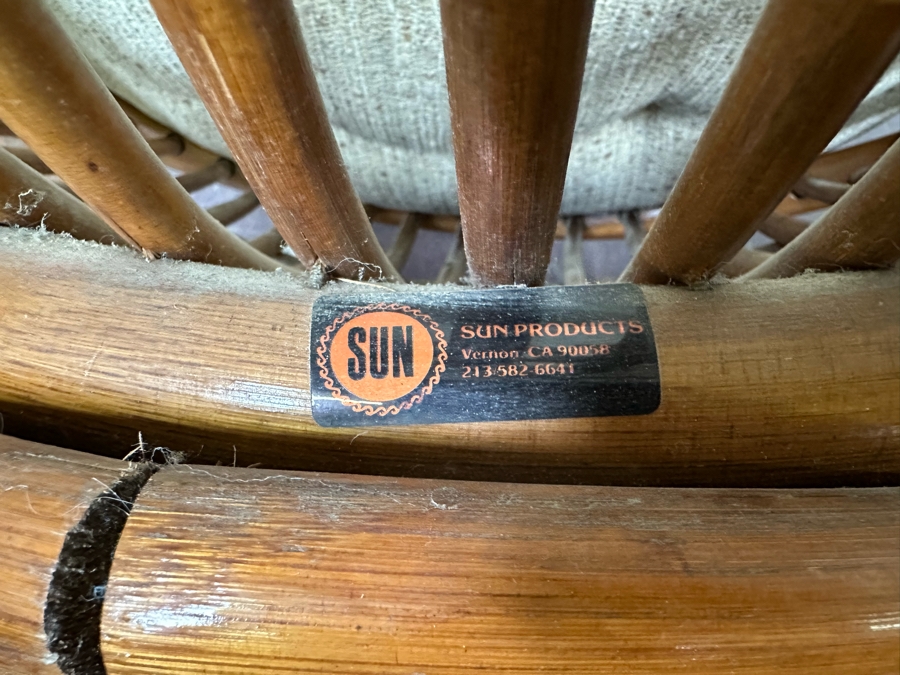 SUN
SUN PRODUCTS
Vernon, CA 90058
213-582-6641